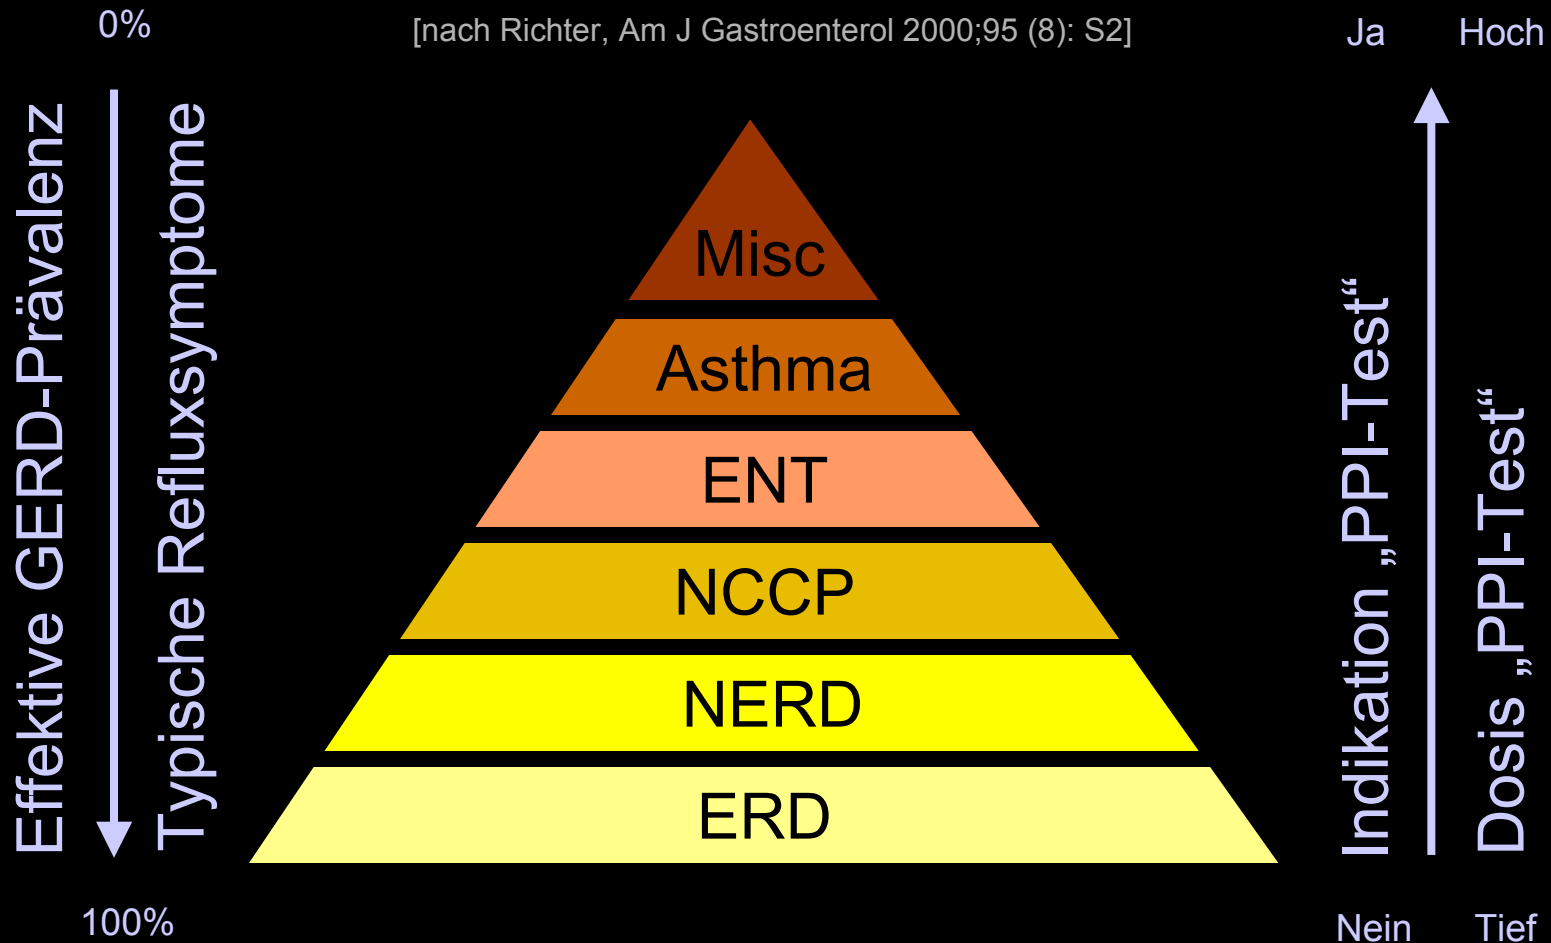 0%
[nach Richter, Am J Gastroenterol 2000;95 (8): S2]
Ja
Hoch
Effektive GERD-Prävalenz
Typische Refluxsymptome
Misc
Asthma
ENT
NCCP
NERD
ERD
Indikation „PPI-Test“
Dosis „PPI-Test“
100%
Nein
Tief